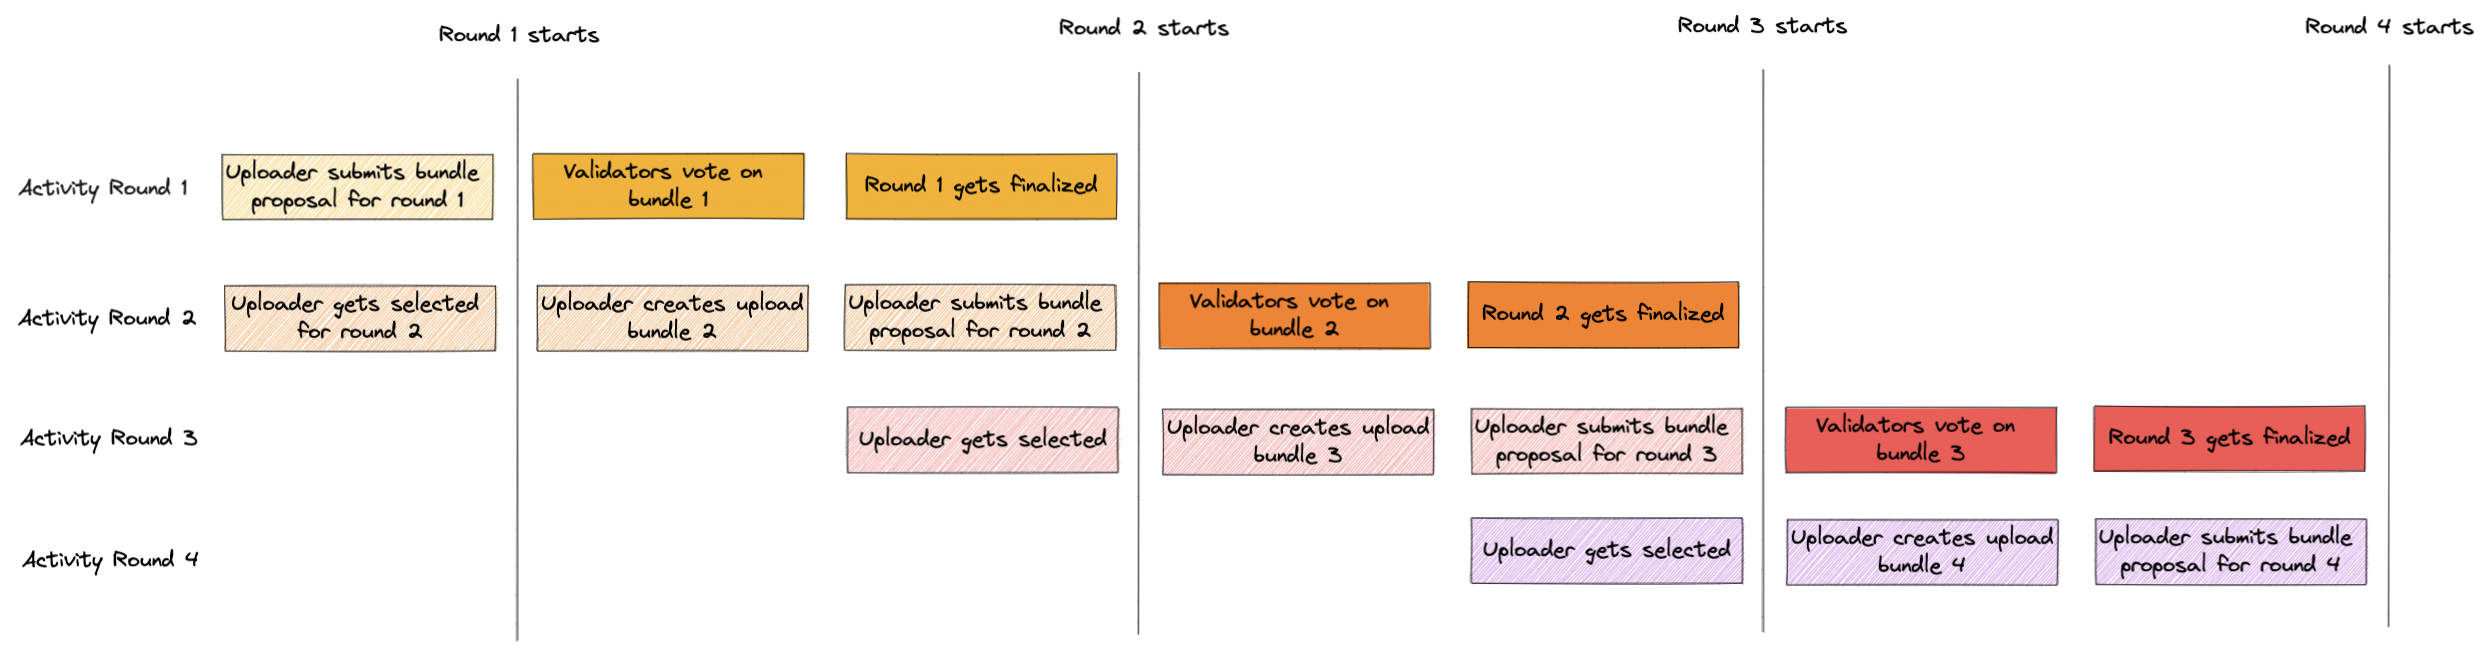 Round 1 starts
Round 2 starts
Round 3 starts
Round 4 starts
Activity Round 1
Uploader submits bundle
proposal for round 1
Validators vote on
bundle 1
Round 1 gets finalized
Activity Round 2
Uploader gets selected
for round 2
Uploader creates upload
bundle 2
Uploader submits bundle
proposal for round 2
Validators vote on
bundle 2
Round 2 gets finalized
Activity Round 3
Uploader gets selected
Uploader creates upload
bundle 3
Uploader submits bundle
proposal for round 3
Validators vote on
bundle 3
Round 3 gets finalized
Activity Round 4
Uploader gets selected
Uploader creates upload
bundle 4
Uploader submits bundle
proposal for round 4